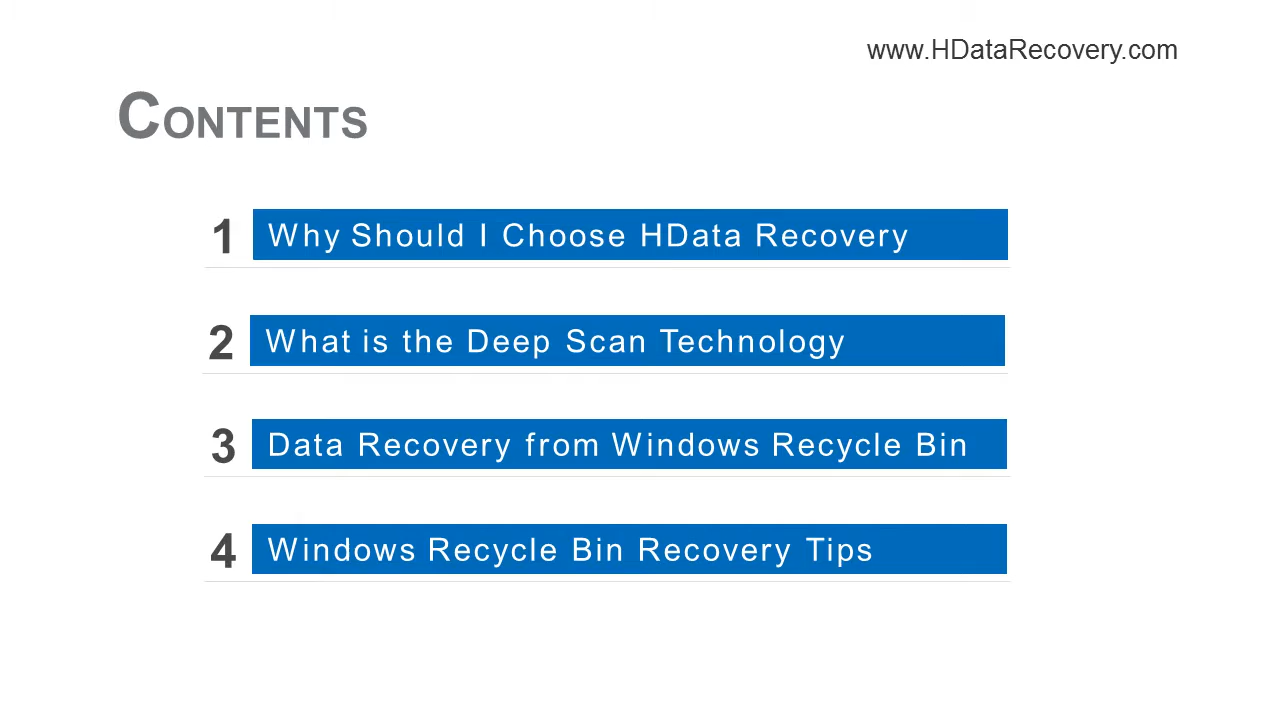 www.HDataRecovery.com
CONTENTS
1 Why Should I Choose HData Recovery
2 What is the Deep Scan Technology
3 Data Recovery from Windows Recycle Bin
4 Windows Recycle Bin Recovery Tips